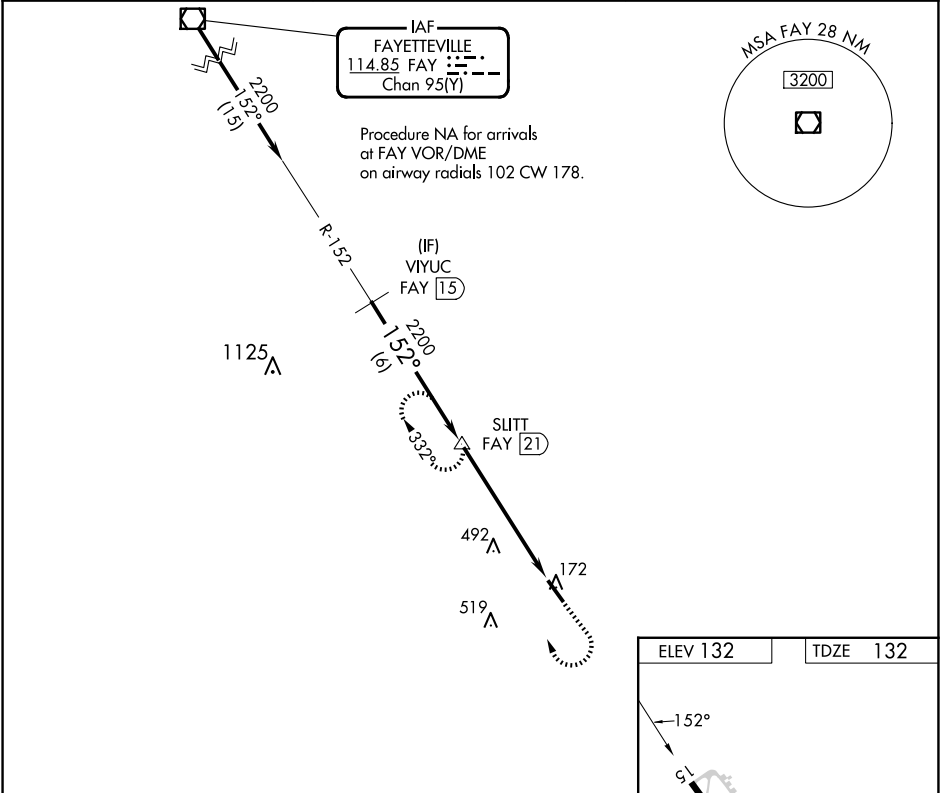 IAF
FAYETTEVILLE
114.85 FAY
Chan 95(Y)
MSA FAY 28 NM
3200
2200
152°
(15)
Procedure NA for arrivals
at FAY VOR/DME
on airway radials 102 CW 178.
R-152
(IF)
VIYUC
FAY 15
2200
152°
(6)
1125
SLITT
FAY 21
332°
492
172
519
ELEV 132
TDZE 132
152°
15